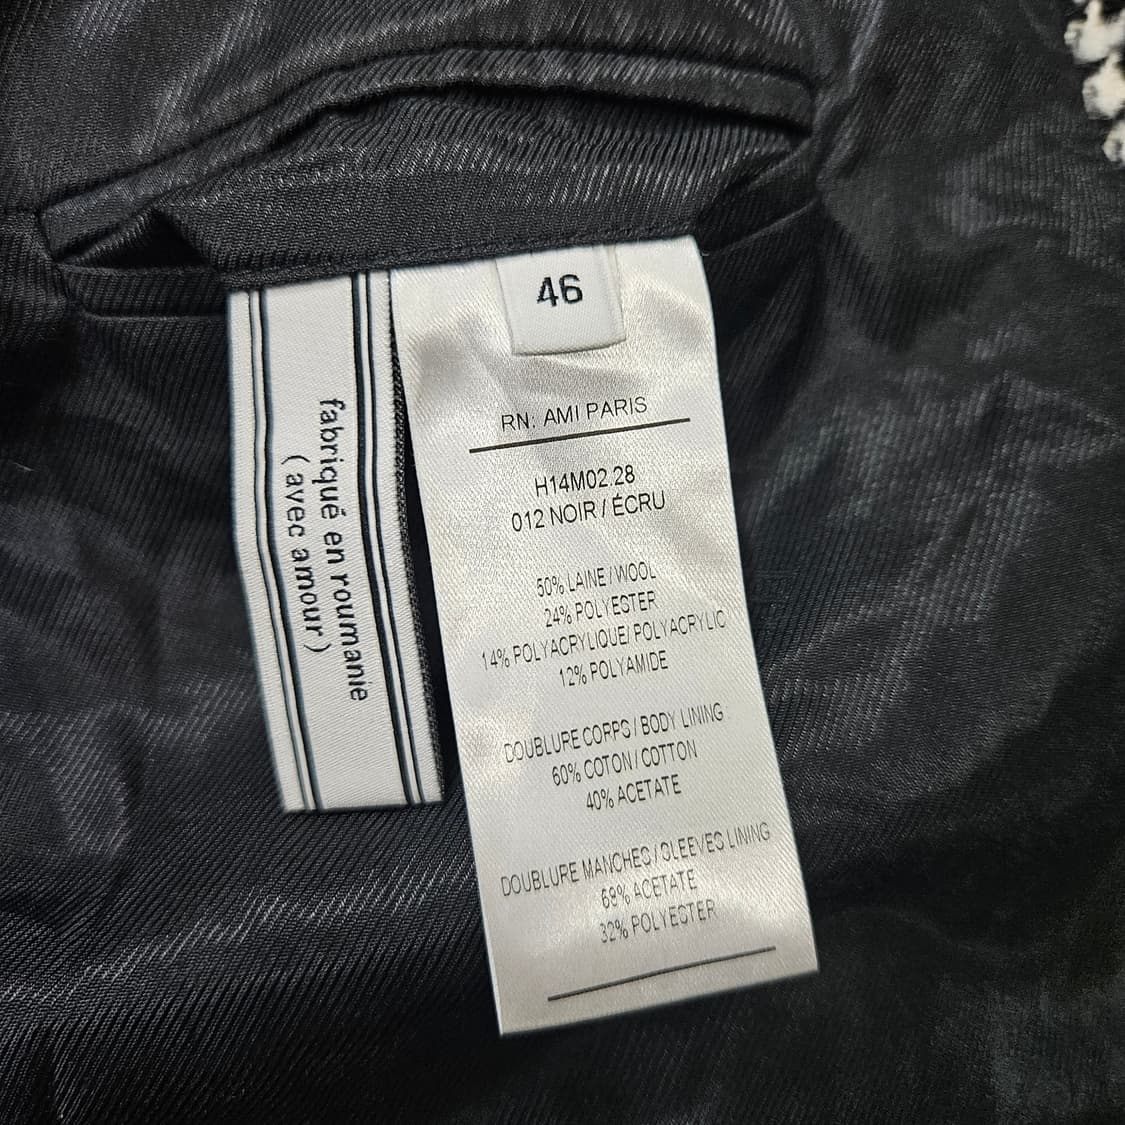 fabriqué en roumanie
( avec amour )
46
RN: AMI PARIS
H14M02.28
012 NOIR / ÉCRU
50% LAINE / WOOL
24% POLYESTER
14% POLYACRYLIQUE/ POLYACRYLIC
12% POLYAMIDE
DOUBLURE CORPS / BODY LINING :
60% COTON / COTTON
40% ACETATE
DOUBLURE MANCHES / SLEEVES LINING
68% ACETATE
32% POLYESTER